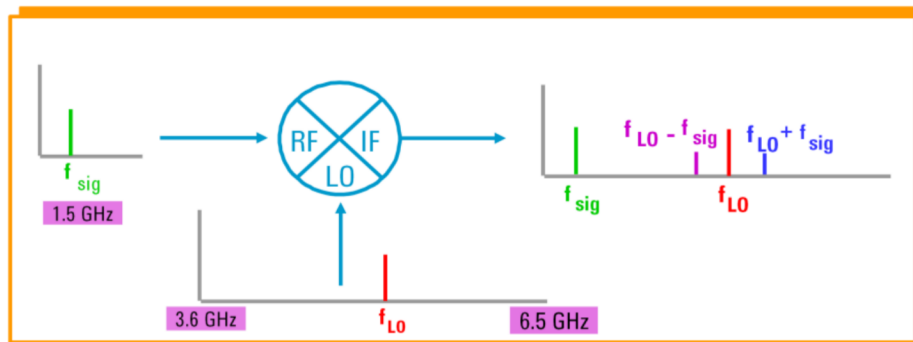 f sig
1.5 GHz
RF
IF
LO
3.6 GHz
f LO
6.5 GHz
f LO - f sig
f LO + f sig
f sig
f LO